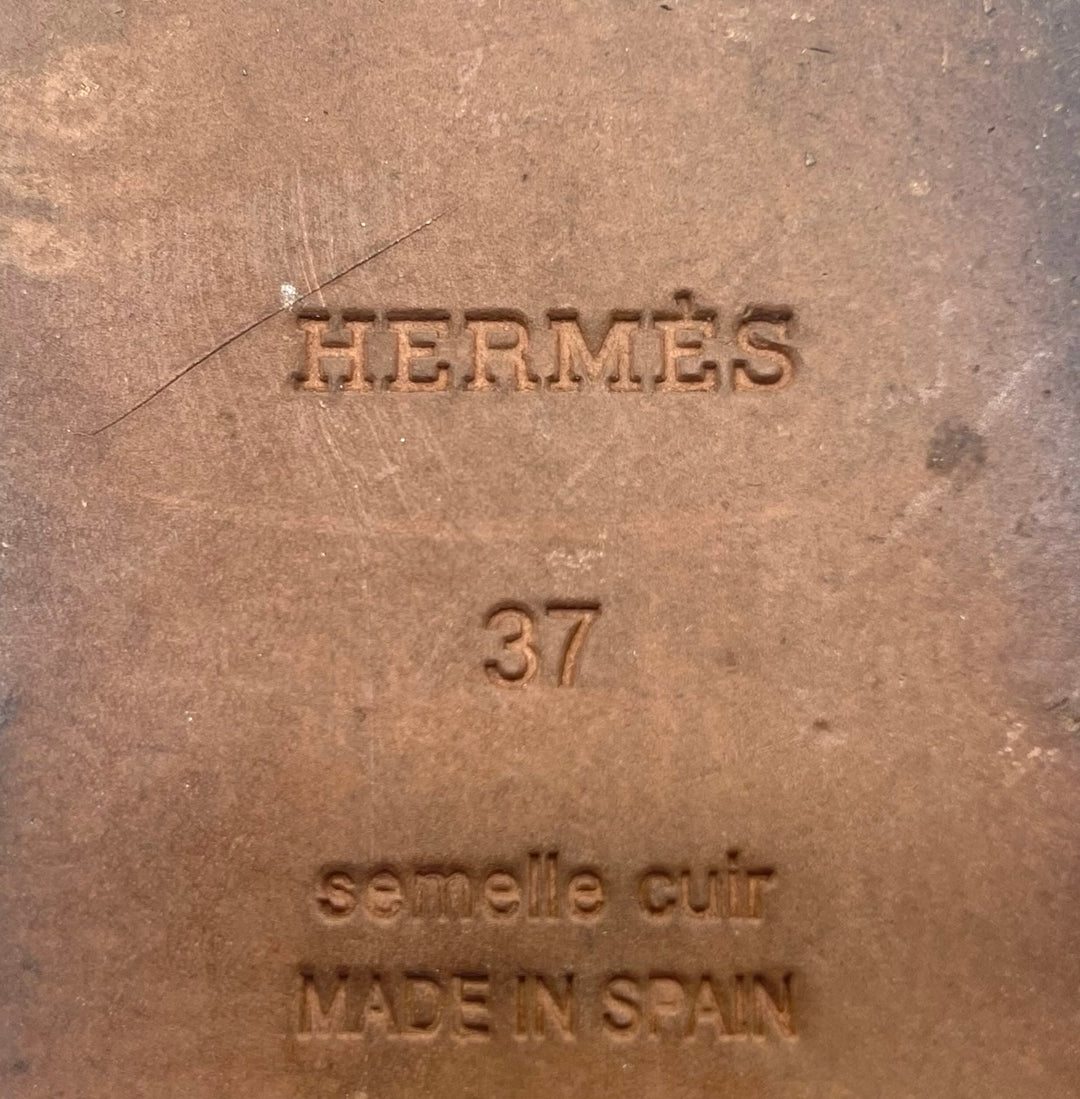 HERMÈS
37
semelle cuir
MADE IN SPAIN